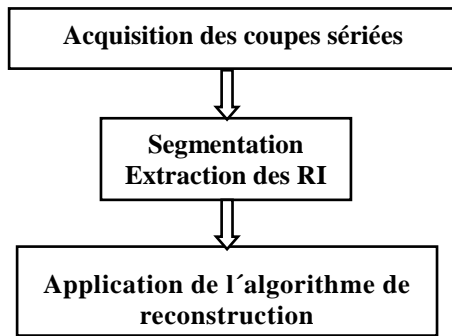 Acquisition des coupes sériées
Segmentation
Extraction des RI
Application de l´algorithme de
reconstruction